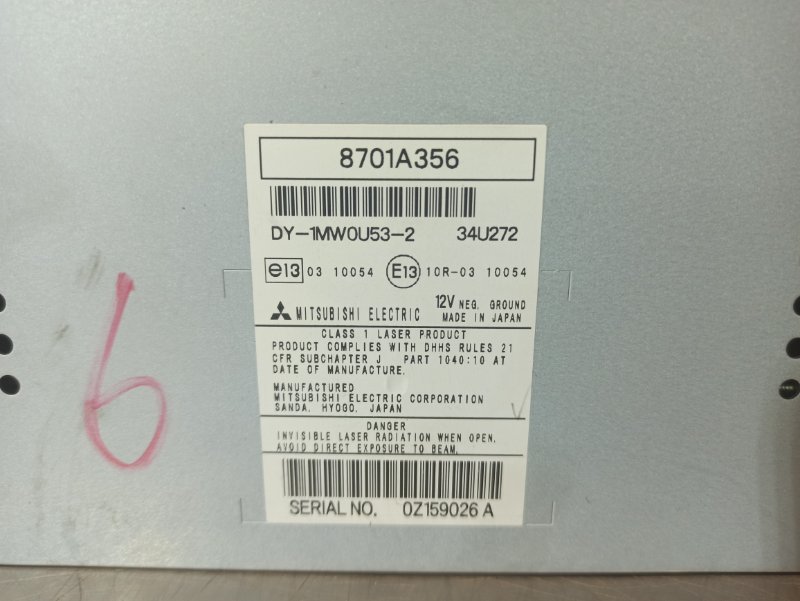 8701A356
DY-1MW0U53-2 34U272
e13 03 10054 E13 10R-03 10054
MITSUBISHI ELECTRIC 12V NEG. GROUND
MADE IN JAPAN
CLASS 1 LASER PRODUCT
PRODUCT COMPLIES WITH DHHS RULES 21
CFR SUBCHAPTER J PART 1040:10 AT
DATE OF MANUFACTURE.
MANUFACTURED
MITSUBISHI ELECTRIC CORPORATION
SANDA, HYOGO, JAPAN
DANGER
INVISIBLE LASER RADIATION WHEN OPEN.
AVOID DIRECT EXPOSURE TO BEAM.
SERIAL NO. 0Z159026 A
6